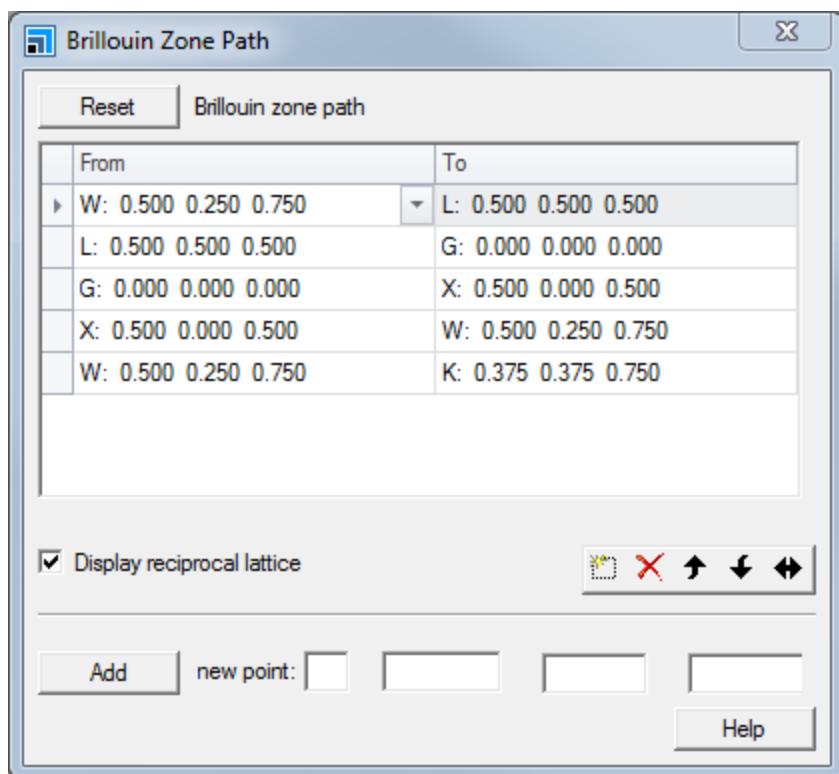 Brillouin Zone Path
Reset Brillouin zone path
From To
W: 0.500 0.250 0.750 L: 0.500 0.500 0.500
L: 0.500 0.500 0.500 G: 0.000 0.000 0.000
G: 0.000 0.000 0.000 X: 0.500 0.000 0.500
X: 0.500 0.000 0.500 W: 0.500 0.250 0.750
W: 0.500 0.250 0.750 K: 0.375 0.375 0.750
Display reciprocal lattice
Add new point:
Help